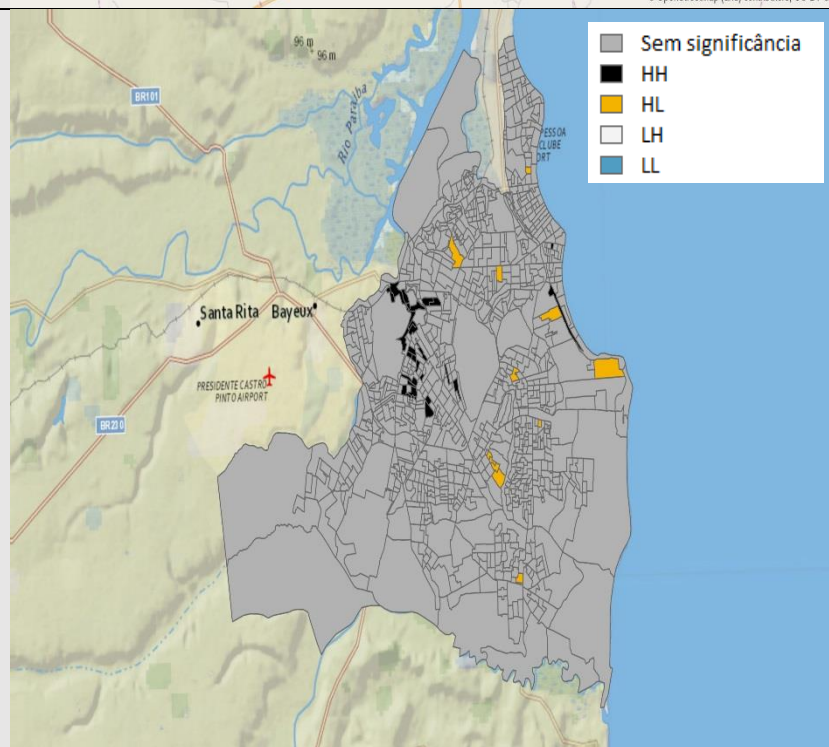 Sem significância
HH
HL
LH
LL
96 m
96 m
BR101
Rio Paraíba
CLUBE
Santa Rita
Bayeux
PRESIDENTE CASTRO
PINTO AIRPORT
BR230